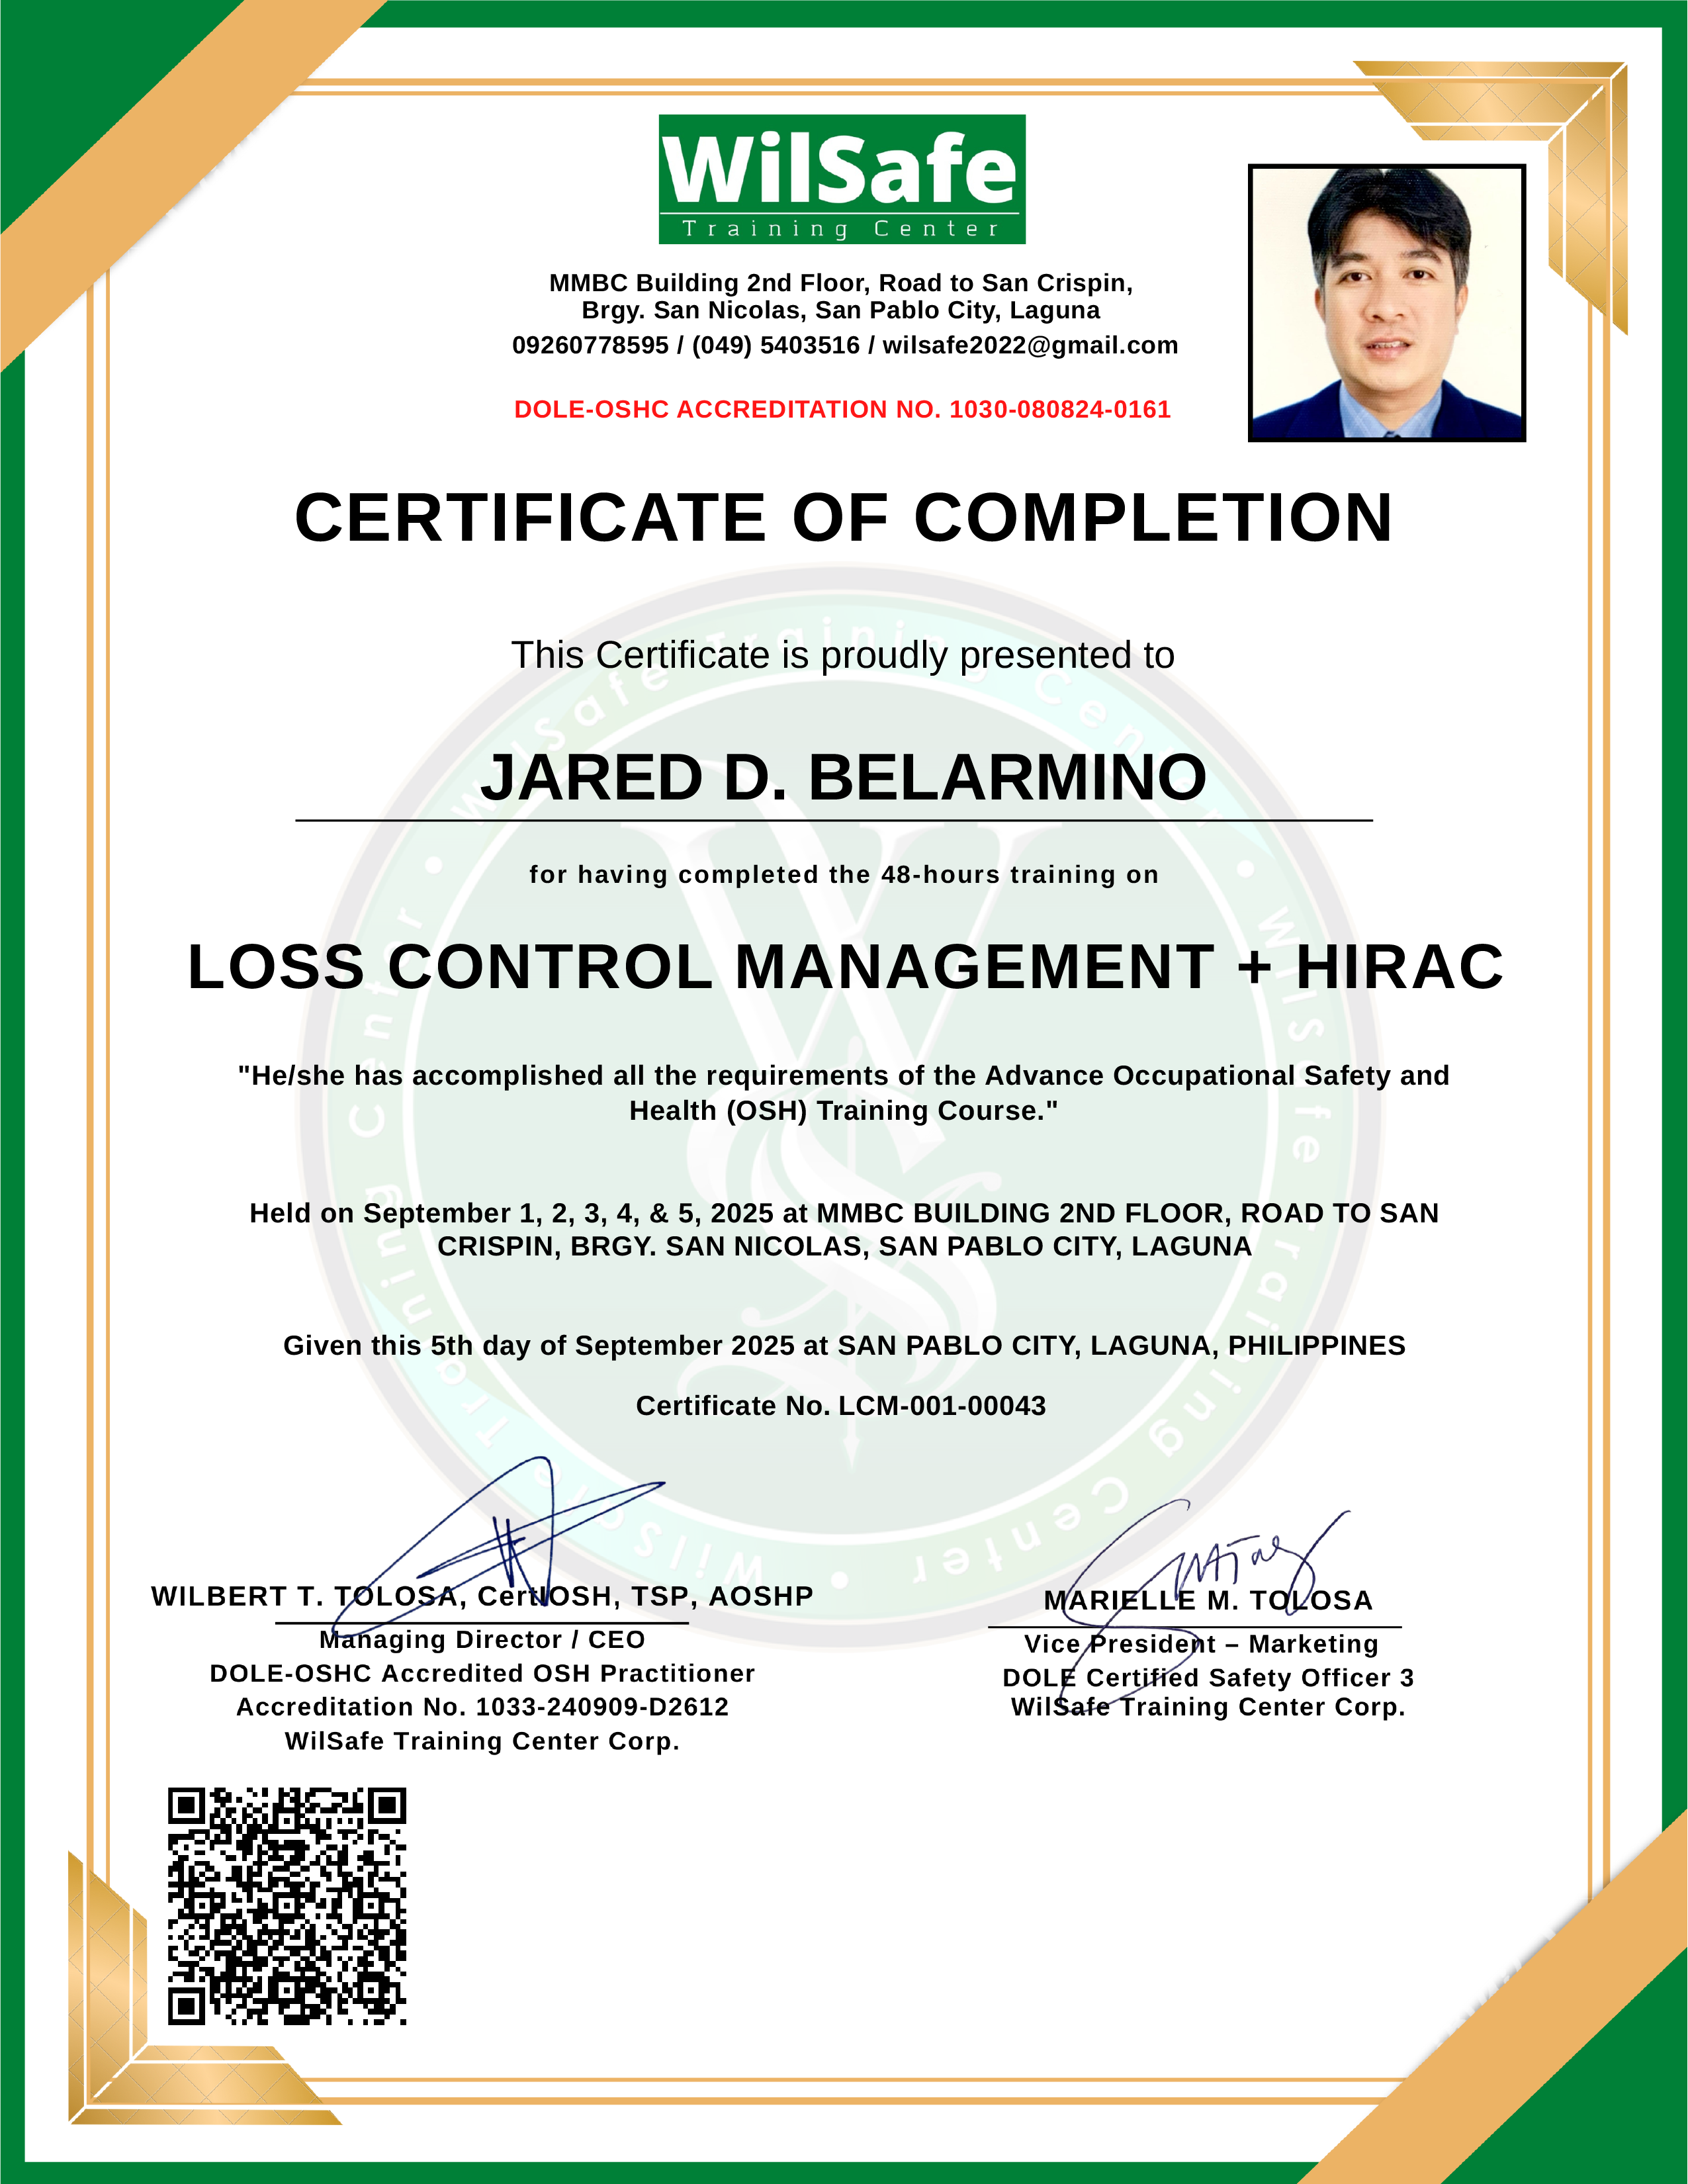 WilSafe
Training Center
MMBC Building 2nd Floor, Road to San Crispin,
Brgy. San Nicolas, San Pablo City, Laguna
09260778595 / (049) 5403516 / wilsafe2022@gmail.com
DOLE-OSHC ACCREDITATION NO. 1030-080824-0161
CERTIFICATE OF COMPLETION
This Certificate is proudly presented to
JARED D. BELARMINO
for having completed the 48-hours training on
LOSS CONTROL MANAGEMENT + HIRAC
"He/she has accomplished all the requirements of the Advance Occupational Safety and
Health (OSH) Training Course."
Held on September 1, 2, 3, 4, & 5, 2025 at MMBC BUILDING 2ND FLOOR, ROAD TO SAN
CRISPIN, BRGY. SAN NICOLAS, SAN PABLO CITY, LAGUNA
Given this 5th day of September 2025 at SAN PABLO CITY, LAGUNA, PHILIPPINES
Certificate No. LCM-001-00043
WILBERT T. TOLOSA, CertIOSH, TSP, AOSHP
Managing Director / CEO
DOLE-OSHC Accredited OSH Practitioner
Accreditation No. 1033-240909-D2612
WilSafe Training Center Corp.
MARIELLE M. TOLOSA
Vice President – Marketing
DOLE Certified Safety Officer 3
WilSafe Training Center Corp.
WilSafe Training Center • WilSafe Training Center • WilSafe Training Center •